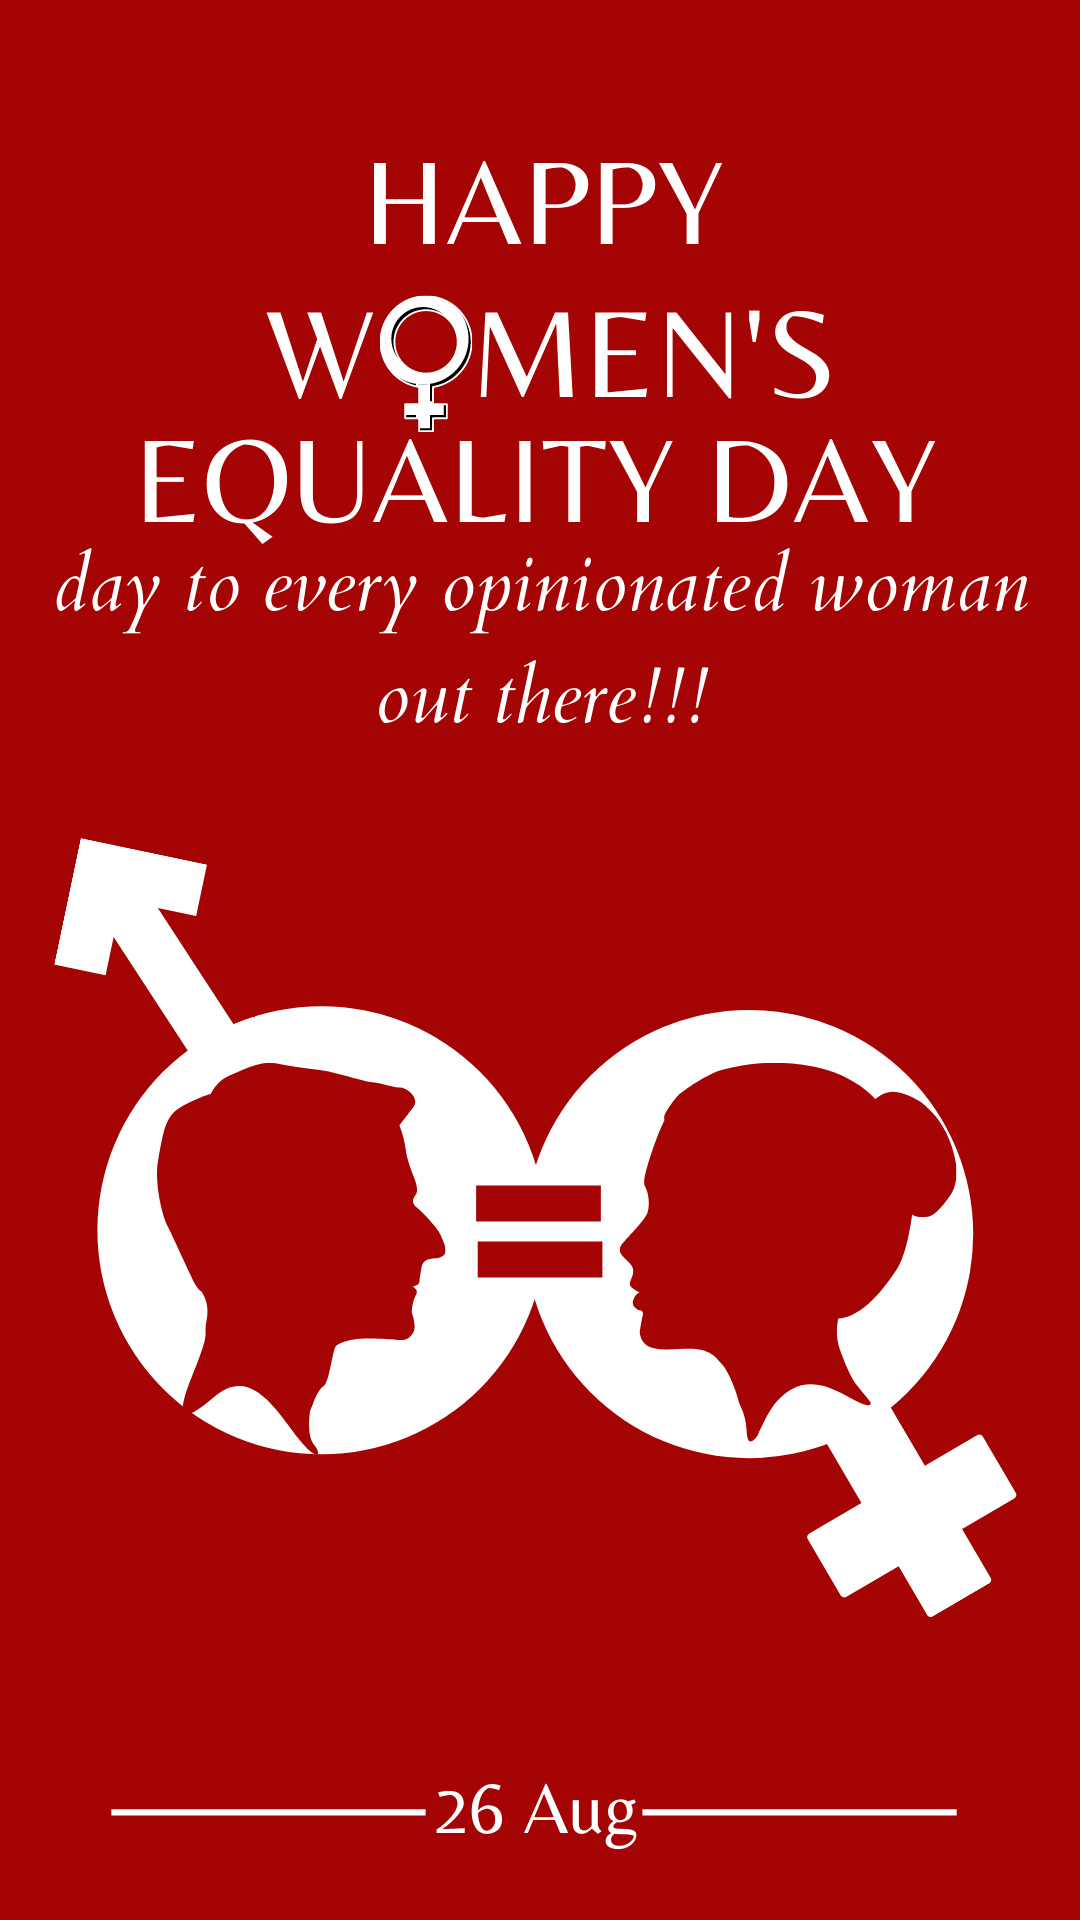 HAPPY
WOMEN'S
EQUALITY DAY
day to every opinionated woman
out there!!!
26 Aug